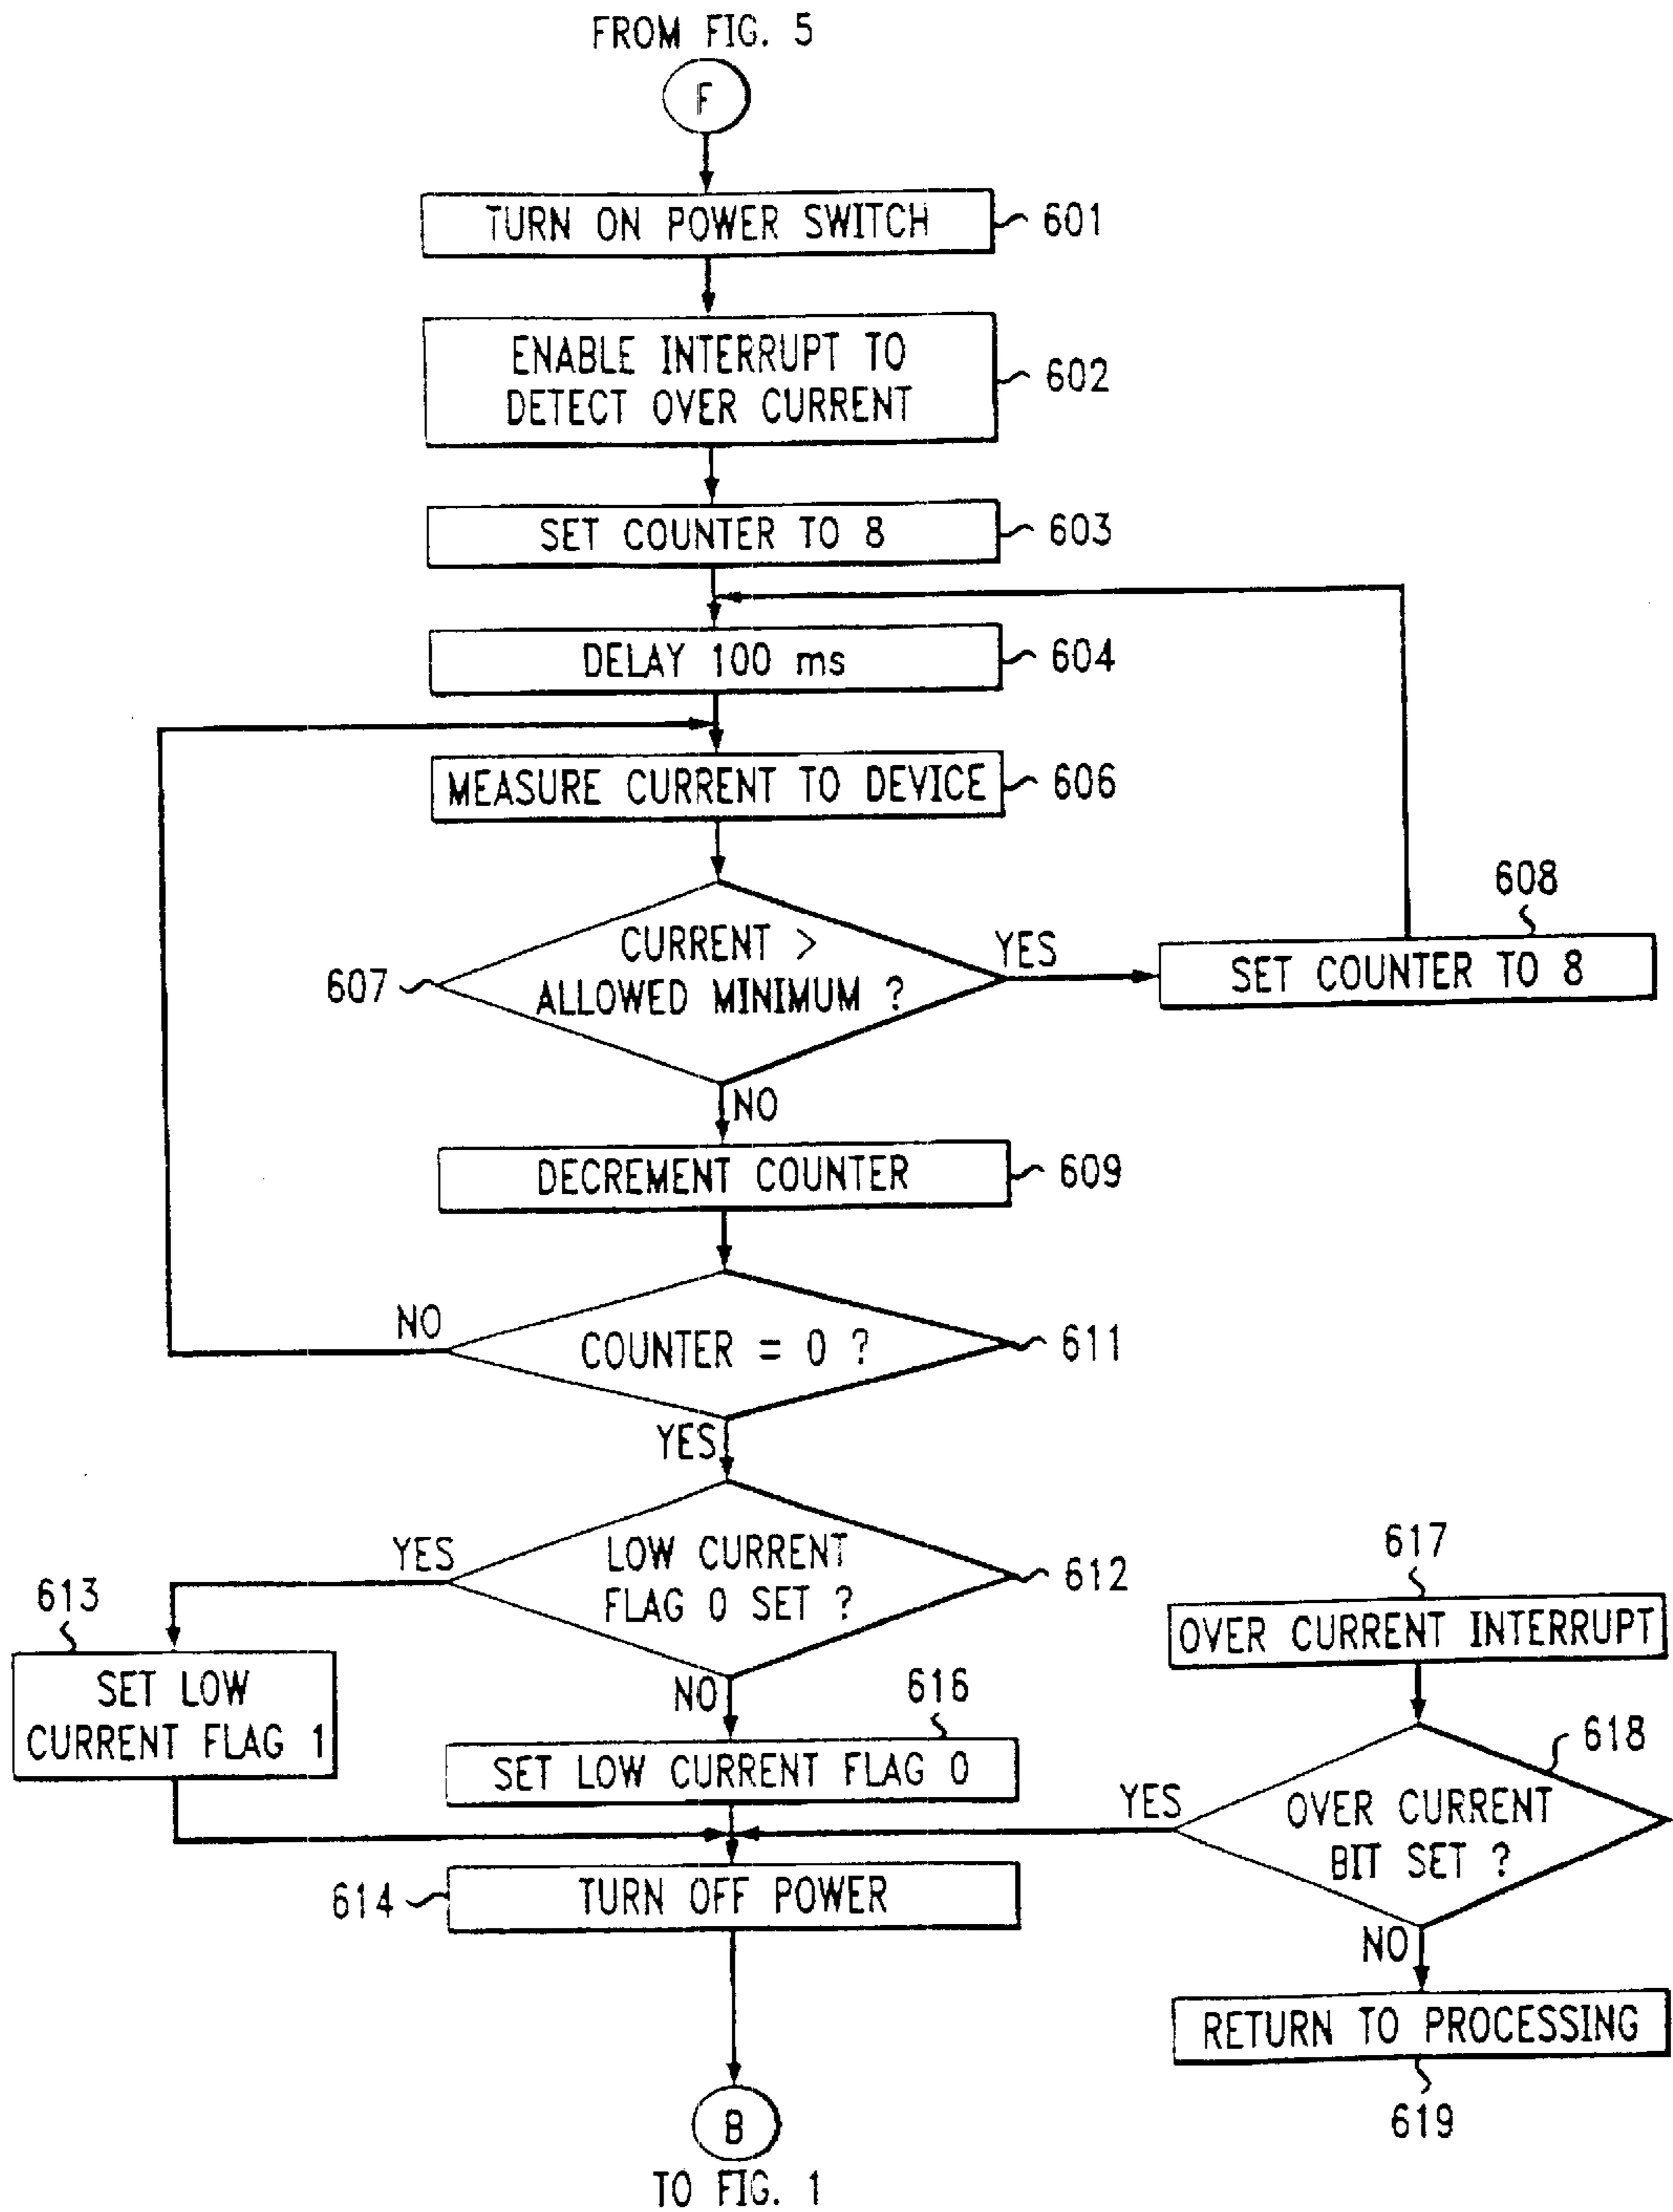 FROM FIG. 5
F
TURN ON POWER SWITCH
601
ENABLE INTERRUPT TO
DETECT OVER CURRENT
602
SET COUNTER TO 8
603
DELAY 100 ms
604
MEASURE CURRENT TO DEVICE
606
CURRENT >
ALLOWED MINIMUM ?
607
YES
608
SET COUNTER TO 8
NO
DECREMENT COUNTER
609
NO
COUNTER = 0 ?
611
YES
YES
LOW CURRENT
FLAG 0 SET ?
612
613
SET LOW
CURRENT FLAG 1
NO
616
SET LOW CURRENT FLAG 0
617
OVER CURRENT INTERRUPT
618
YES
OVER CURRENT
BIT SET ?
614
TURN OFF POWER
NO
RETURN TO PROCESSING
619
B
TO FIG. 1